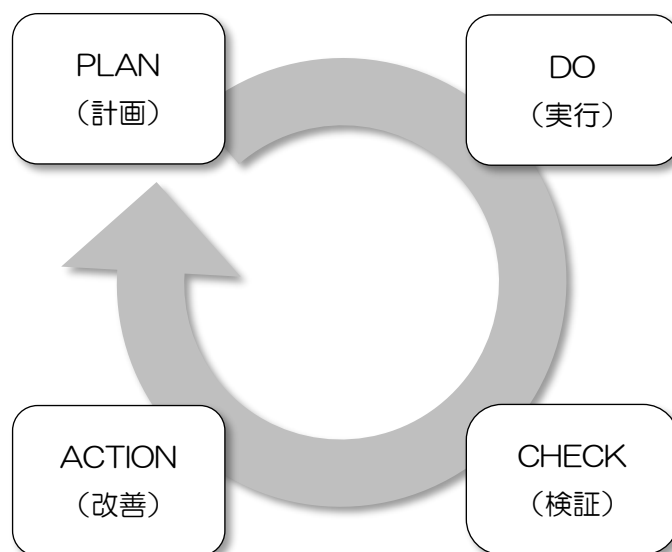 PLAN
（計画）
DO
（実行）
CHECK
（検証）
ACTION
（改善）